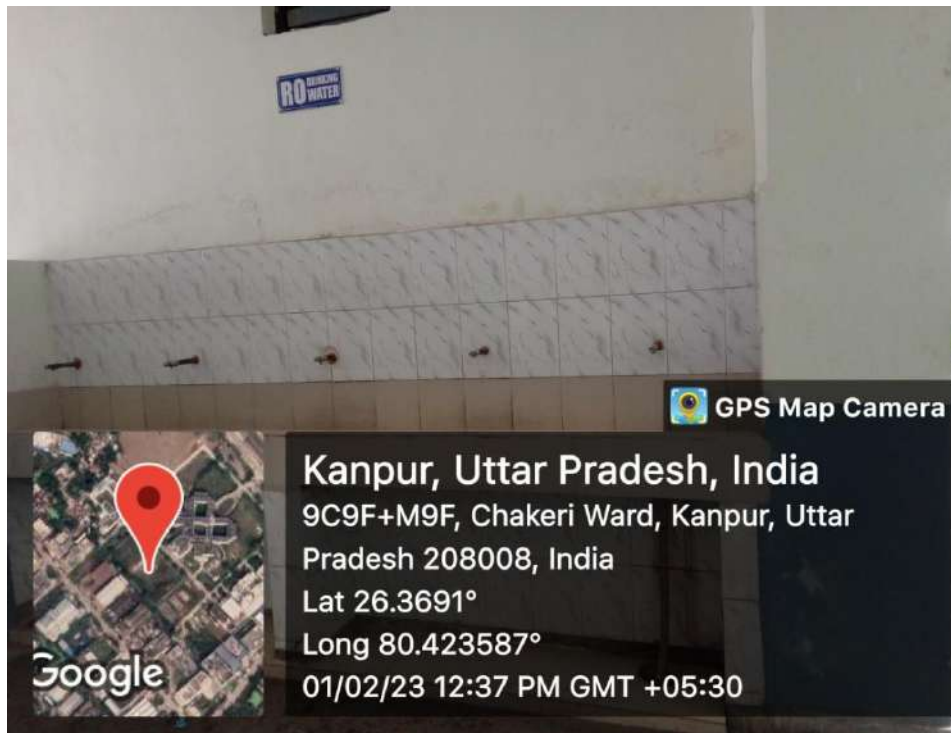 RO DRINKING WATER
GPS Map Camera
Kanpur, Uttar Pradesh, India
9C9F+M9F, Chakeri Ward, Kanpur, Uttar
Pradesh 208008, India
Lat 26.3691°
Long 80.423587°
01/02/23 12:37 PM GMT +05:30
Google